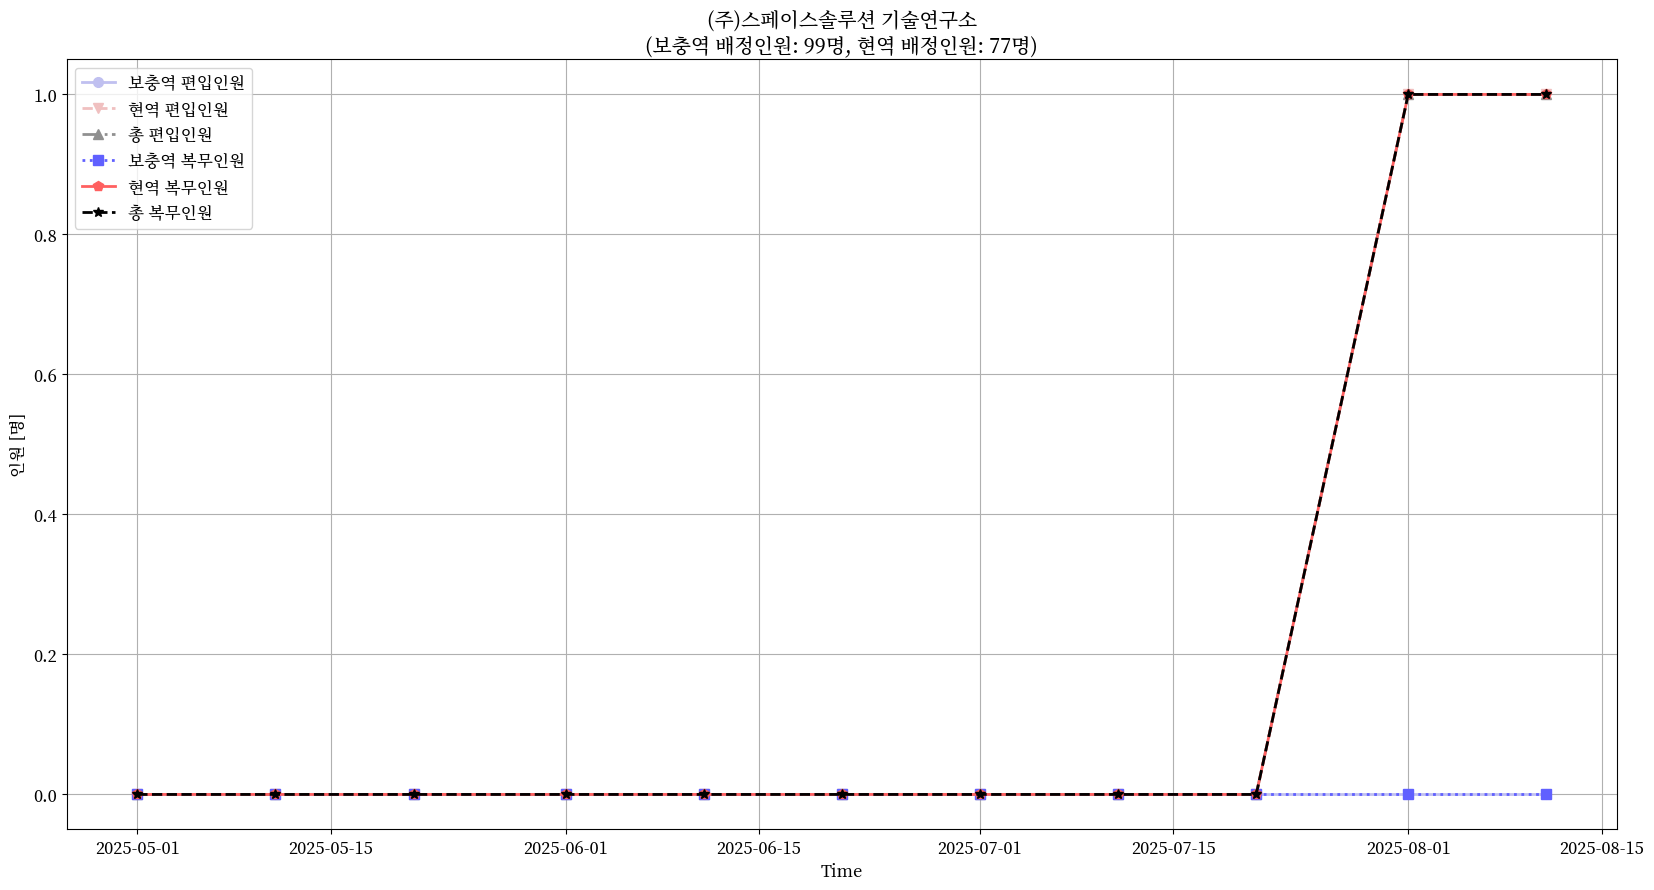 (주)스페이스솔루션 기술연구소
(보충역 배정인원: 99명, 현역 배정인원: 77명)
보충역 편입인원
현역 편입인원
총 편입인원
보충역 복무인원
현역 복무인원
총 복무인원
1.0
0.8
0.6
0.4
0.2
0.0
인원 [명]
2025-05-01 2025-05-15 2025-06-01 2025-06-15 2025-07-01 2025-07-15 2025-08-01 2025-08-15
Time